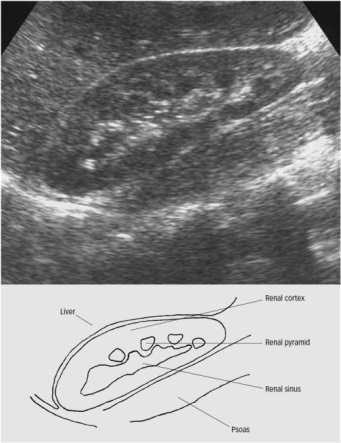 Renal cortex
Liver
Renal pyramid
Renal sinus
Psoas